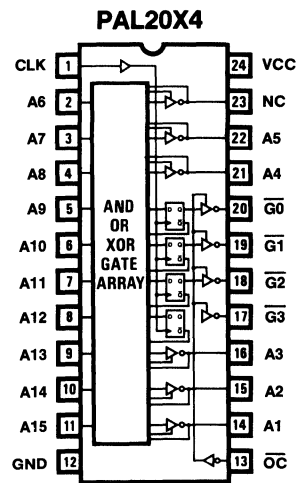 PAL20X4
CLK 1 24 VCC
A6 2 23 NC
A7 3 22 A5
A8 4 21 A4
A9 5 20 G0
A10 6 19 G1
A11 7 18 G2
A12 8 17 G3
A13 9 16 A3
A14 10 15 A2
A15 11 14 A1
GND 12 13 OC
AND
OR
XOR
GATE
ARRAY